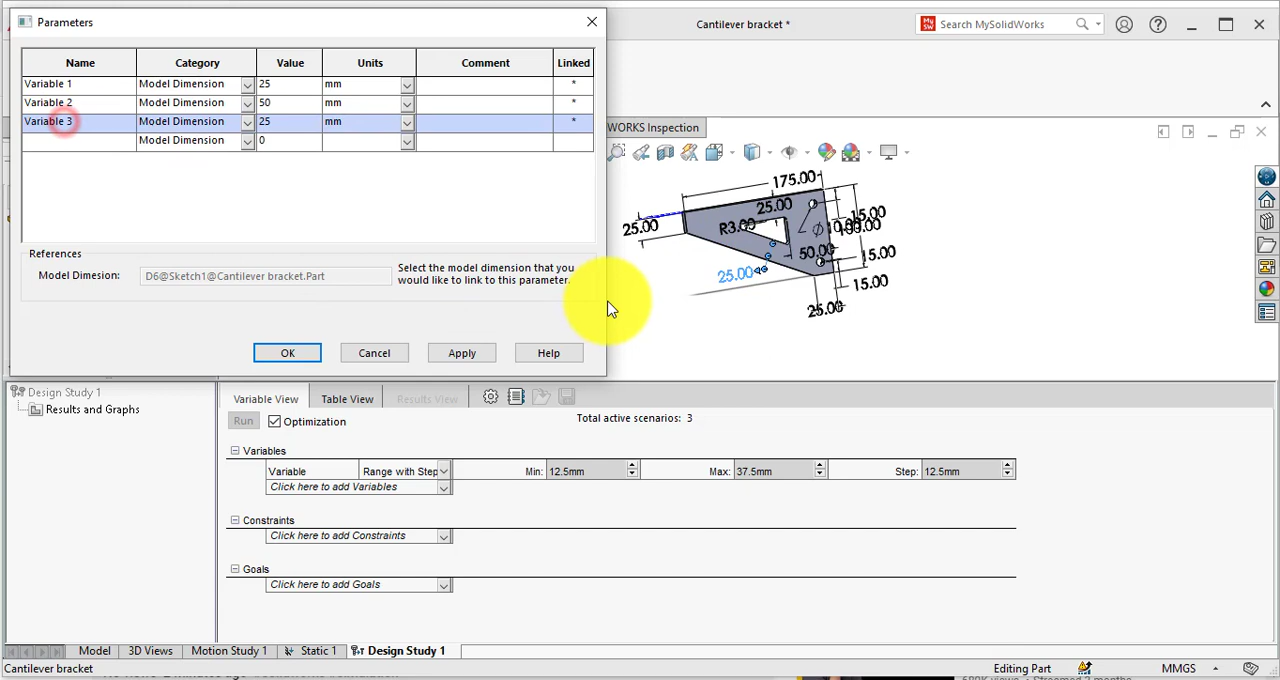 Parameters
Cantilever bracket *
Search MySolidWorks
Name Category Value Units Comment Linked
Variable 1 Model Dimension 25 mm *
Variable 2 Model Dimension 50 mm *
Variable 3 Model Dimension 25 mm *
Model Dimension 0
WORKS Inspection
175.00
25.00
25.00
R3.00
15.00
50.00
15.00
25.00
15.00
25.00
References
Model Dimesion: D6@Sketch1@Cantilever bracket.Part
Select the model dimension that you
would like to link to this parameter.
OK Cancel Apply Help
Design Study 1
Results and Graphs
Variable View Table View Results View
Run Optimization Total active scenarios: 3
Variables
Variable Range with Step Min: 12.5mm Max: 37.5mm Step: 12.5mm
Click here to add Variables
Constraints
Click here to add Constraints
Goals
Click here to add Goals
Model 3D Views Motion Study 1 Static 1 Design Study 1
Cantilever bracket Editing Part MMGS